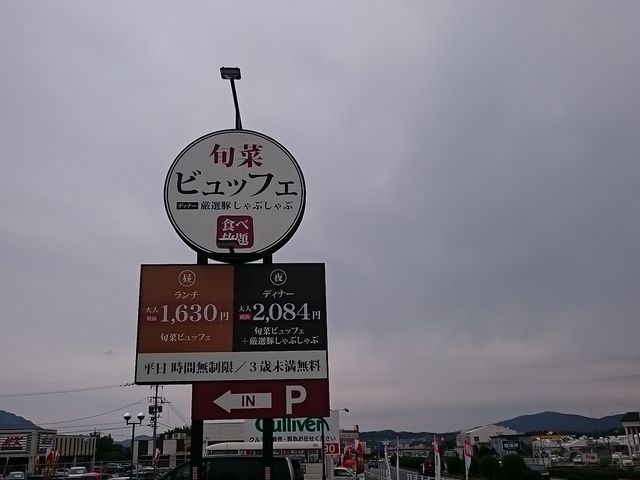 旬菜
ビュッフェ
ディナー 厳選豚しゃぶしゃぶ
食べ
放題
昼
ランチ
大人
税抜
1,630円
旬菜ビュッフェ
夜
ディナー
大人
税抜
2,084円
旬菜ビュッフェ
+厳選豚しゃぶしゃぶ
平日 時間無制限/3歳未満無料
IN P
Gulliver